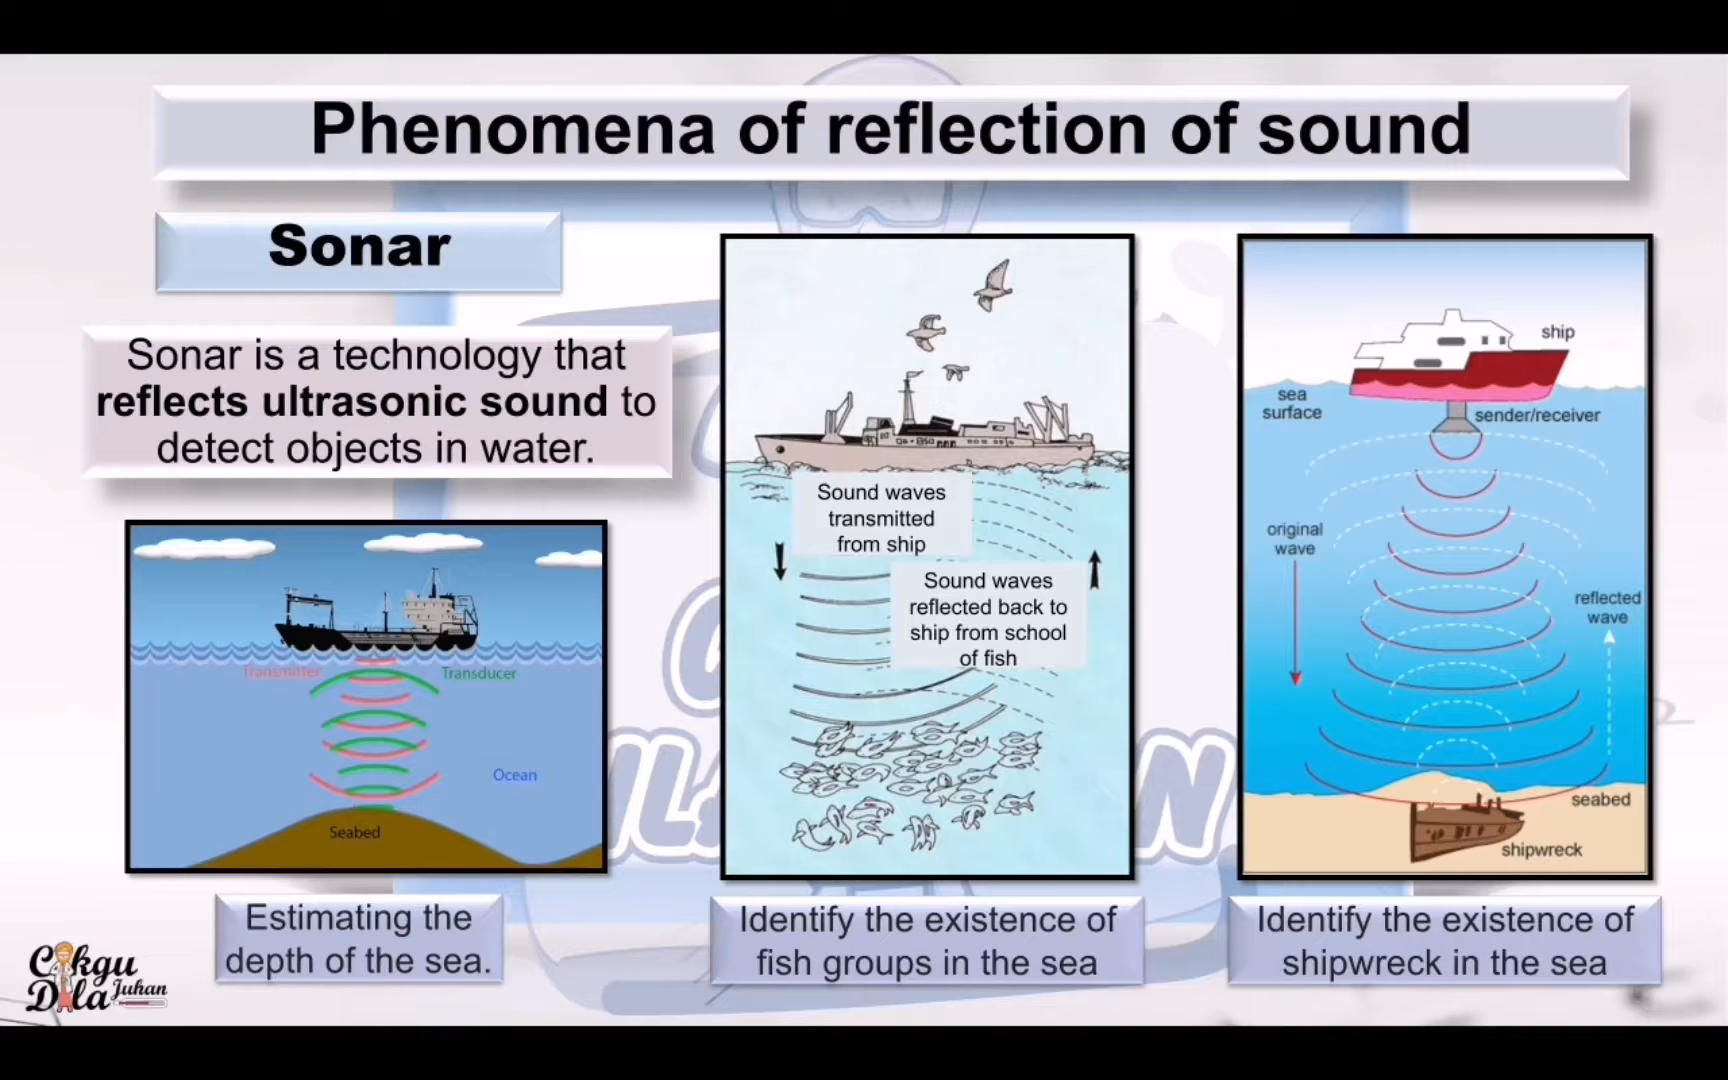 Phenomena of reflection of sound
Sonar
Sonar is a technology that
reflects ultrasonic sound to
detect objects in water.
Transmitter
Transducer
Ocean
Seabed
Estimating the
depth of the sea.
Sound waves
transmitted
from ship
Sound waves
reflected back to
ship from school
of fish
Identify the existence of
fish groups in the sea
ship
sea
surface
sender/receiver
original
wave
reflected
wave
seabed
shipwreck
Identify the existence of
shipwreck in the sea
Cikgu
Dila Juhan